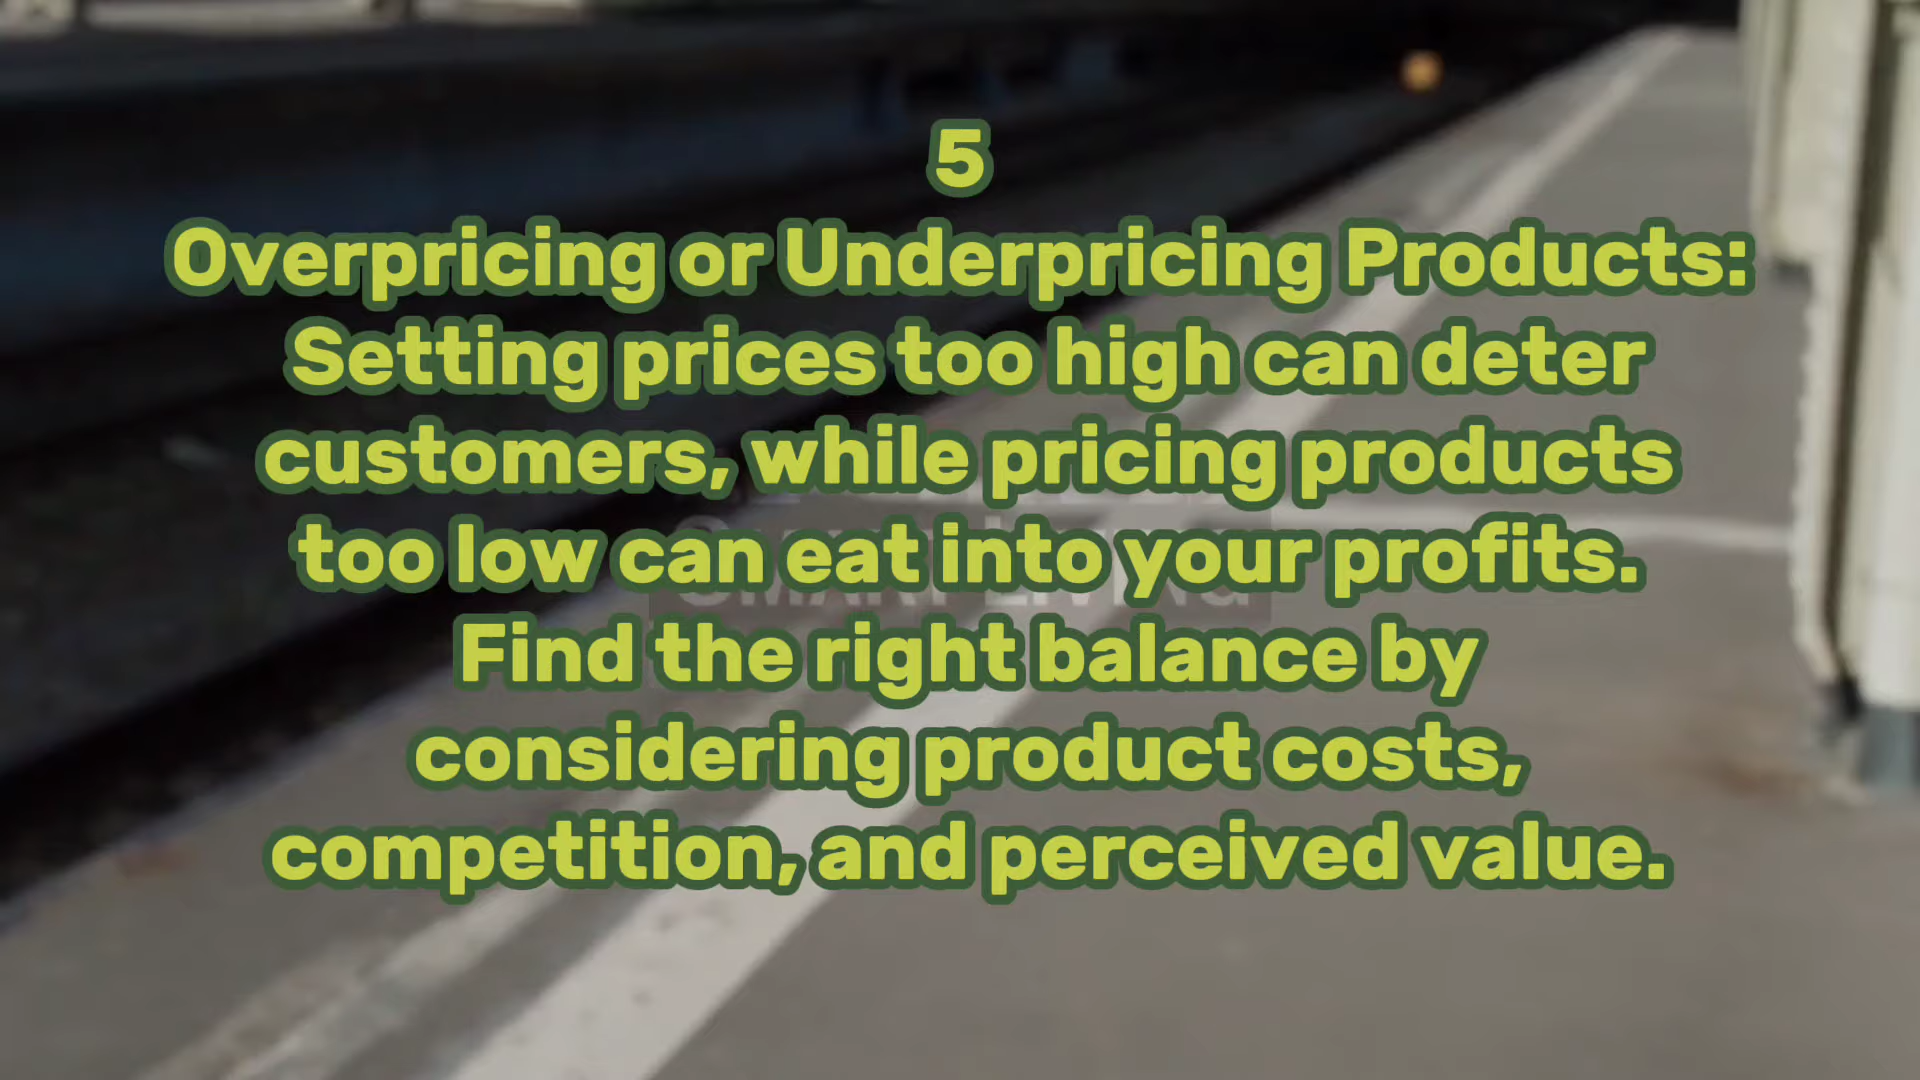 5
Overpricing or Underpricing Products:
Setting prices too high can deter
customers, while pricing products
too low can eat into your profits.
Find the right balance by
considering product costs,
competition, and perceived value.